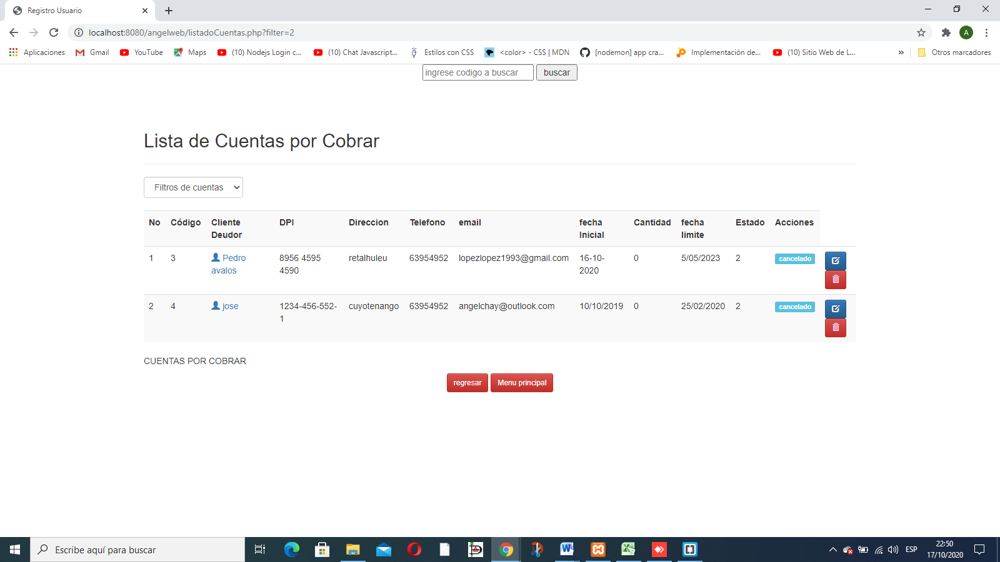 Registro Usuario
localhost:8080/angelweb/listadoCuentas.php?filter=2
A
Aplicaciones Gmail YouTube Maps (10) Nodejs Login c... (10) Chat Javascript... Estilos con CSS <color> - CSS | MDN [nodemon] app cra... Implementación de... (10) Sitio Web de L... » Otros marcadores
ingrese codigo a buscar buscar
Lista de Cuentas por Cobrar
Filtros de cuentas
No Código Cliente Deudor DPI Direccion Telefono email fecha Inicial Cantidad fecha limite Estado Acciones
1 3 Pedro avalos 8956 4595 4590 retalhuleu 63954952 lopezlopez1993@gmail.com 16-10-2020 0 5/05/2023 2 cancelado
2 4 jose 1234-456-552-1 cuyotenango 63954952 angelchay@outlook.com 10/10/2019 0 25/02/2020 2 cancelado
CUENTAS POR COBRAR
regresar Menu principal
Escribe aquí para buscar
ESP
22:50
17/10/2020